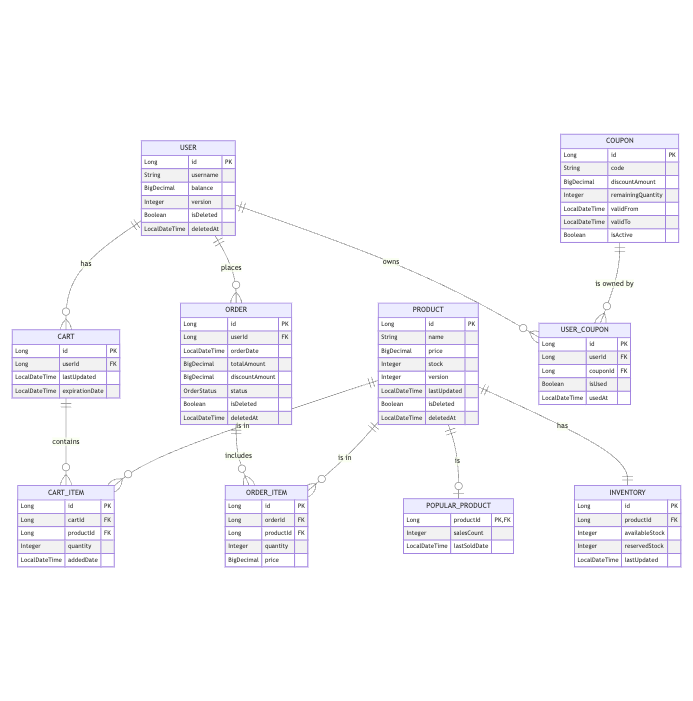 USER
Long id PK
String username
BigDecimal balance
Integer version
Boolean isDeleted
LocalDateTime deletedAt
COUPON
Long id PK
String code
BigDecimal discountAmount
Integer remainingQuantity
LocalDateTime validFrom
LocalDateTime validTo
Boolean isActive
has
places
owns
is owned by
CART
Long id PK
Long userId FK
LocalDateTime lastUpdated
LocalDateTime expirationDate
ORDER
Long id PK
Long userId FK
LocalDateTime orderDate
BigDecimal totalAmount
BigDecimal discountAmount
OrderStatus status
Boolean isDeleted
LocalDateTime deletedAt
PRODUCT
Long id PK
String name
BigDecimal price
Integer stock
Integer version
LocalDateTime lastUpdated
Boolean isDeleted
LocalDateTime deletedAt
USER_COUPON
Long id PK
Long userId FK
Long couponId FK
Boolean isUsed
LocalDateTime usedAt
contains
is in
includes
is in
is
has
CART_ITEM
Long id PK
Long cartId FK
Long productId FK
Integer quantity
LocalDateTime addedDate
ORDER_ITEM
Long id PK
Long orderId FK
Long productId FK
Integer quantity
BigDecimal price
POPULAR_PRODUCT
Long productId PK,FK
Integer salesCount
LocalDateTime lastSoldDate
INVENTORY
Long id PK
Long productId FK
Integer availableStock
Integer reservedStock
LocalDateTime lastUpdated